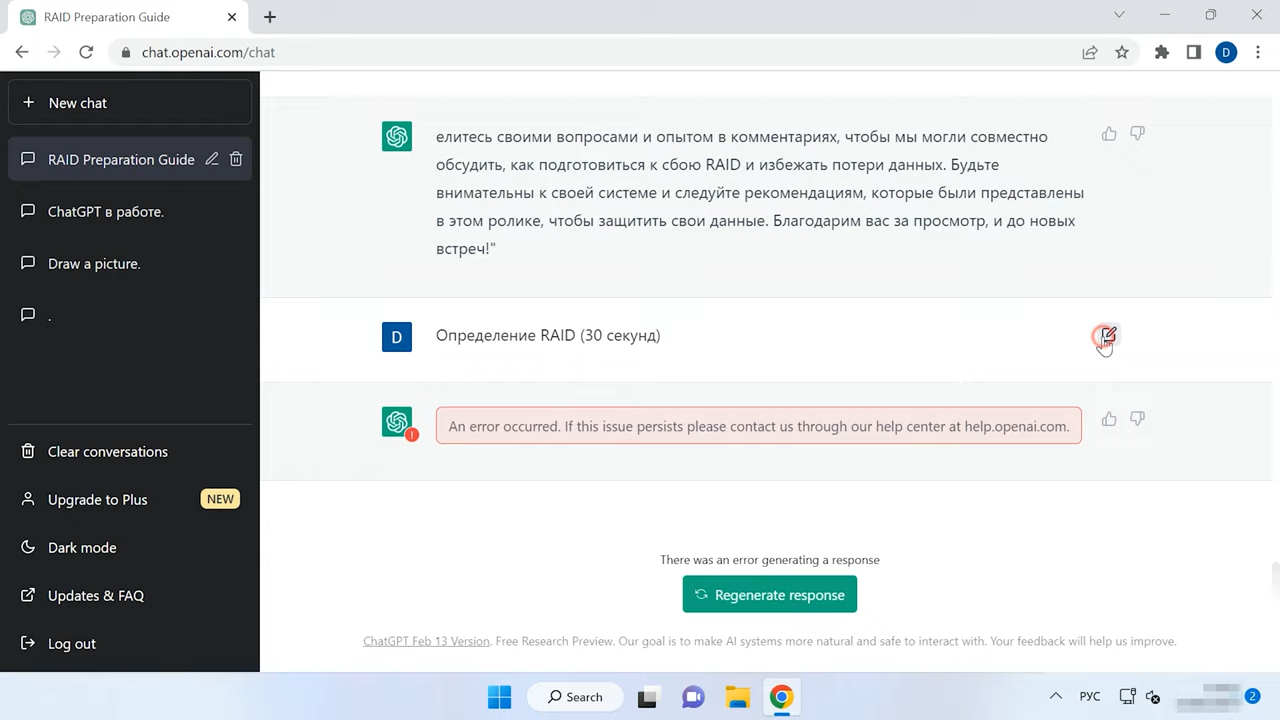 RAID Preparation Guide
chat.openai.com/chat
D
New chat
RAID Preparation Guide
ChatGPT в работе.
Draw a picture.
.
Clear conversations
Upgrade to Plus NEW
Dark mode
Updates & FAQ
Log out
елитесь своими вопросами и опытом в комментариях, чтобы мы могли совместно
обсудить, как подготовиться к сбою RAID и избежать потери данных. Будьте
внимательны к своей системе и следуйте рекомендациям, которые были представлены
в этом ролике, чтобы защитить свои данные. Благодарим вас за просмотр, и до новых
встреч!"
D
Определение RAID (30 секунд)
An error occurred. If this issue persists please contact us through our help center at help.openai.com.
There was an error generating a response
Regenerate response
ChatGPT Feb 13 Version. Free Research Preview. Our goal is to make AI systems more natural and safe to interact with. Your feedback will help us improve.
Search
РУС
2